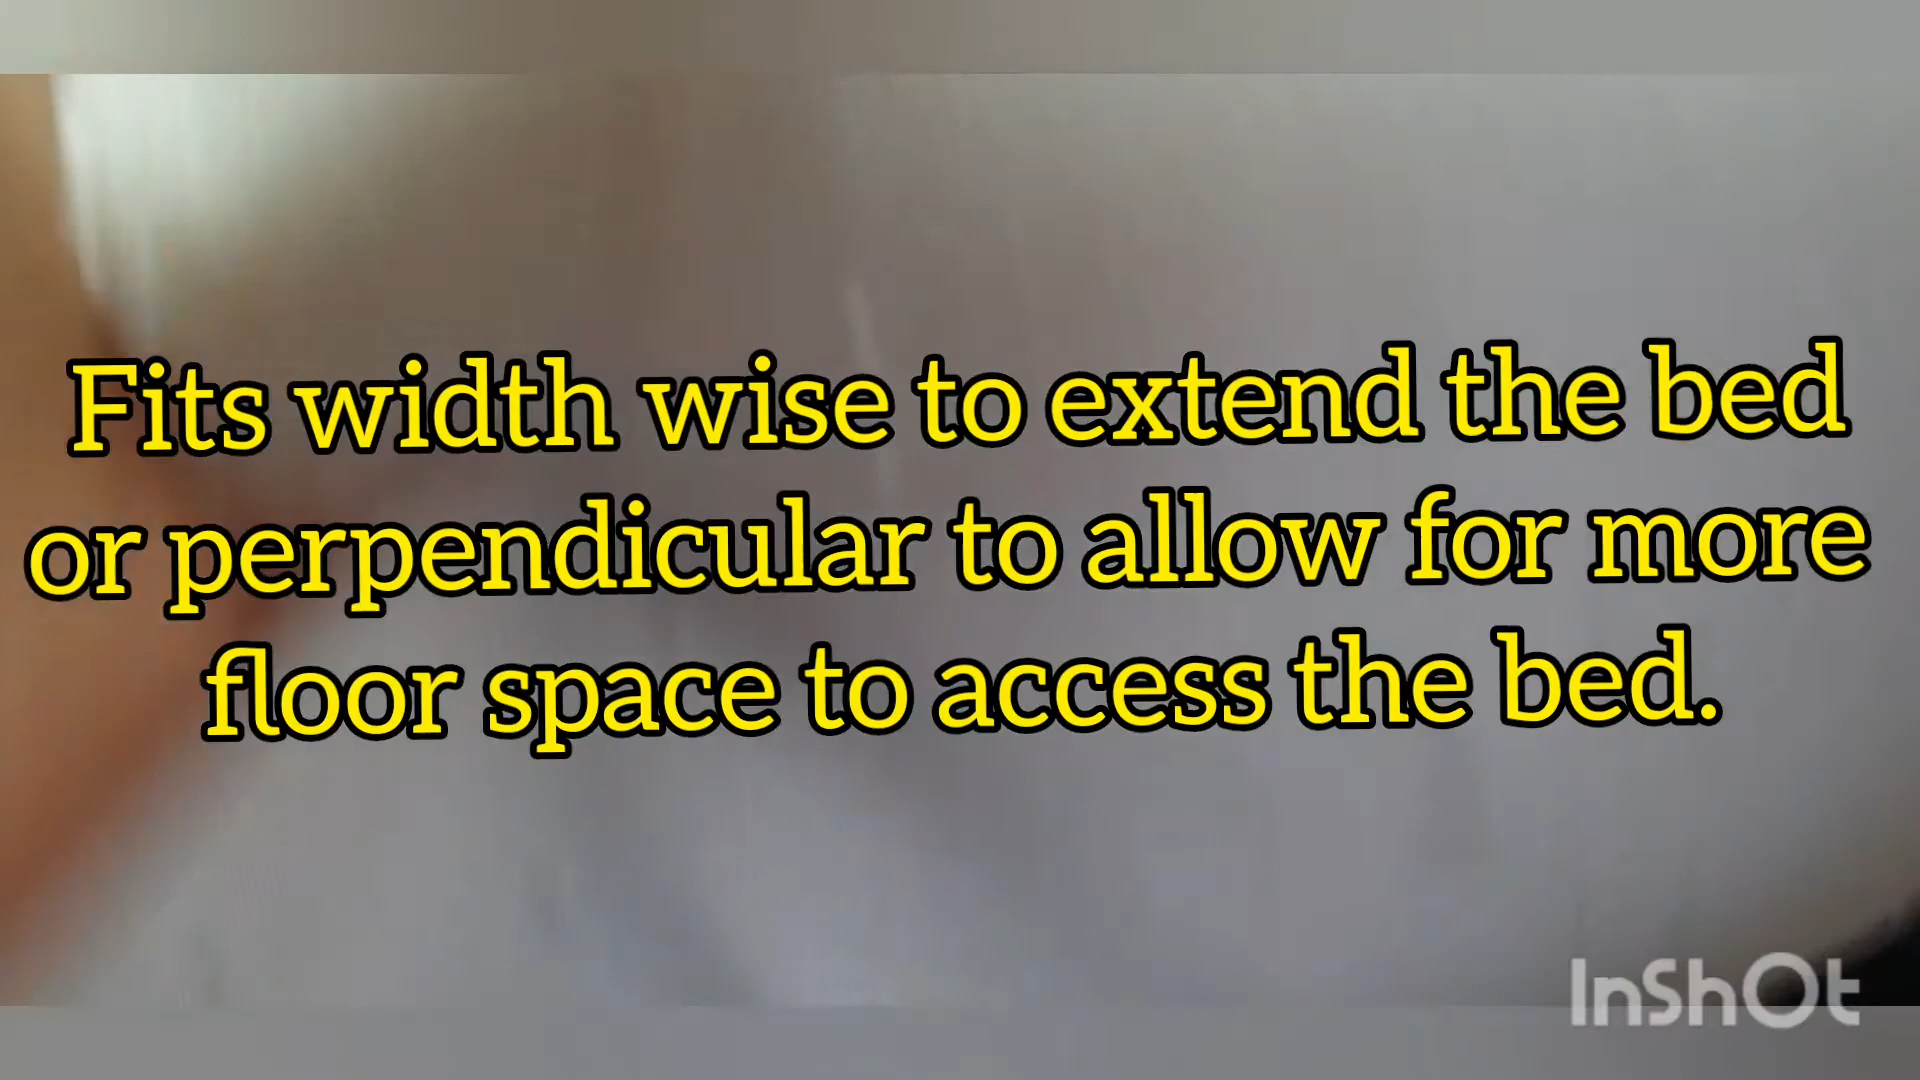 Fits width wise to extend the bed
or perpendicular to allow for more
floor space to access the bed.
InShOt